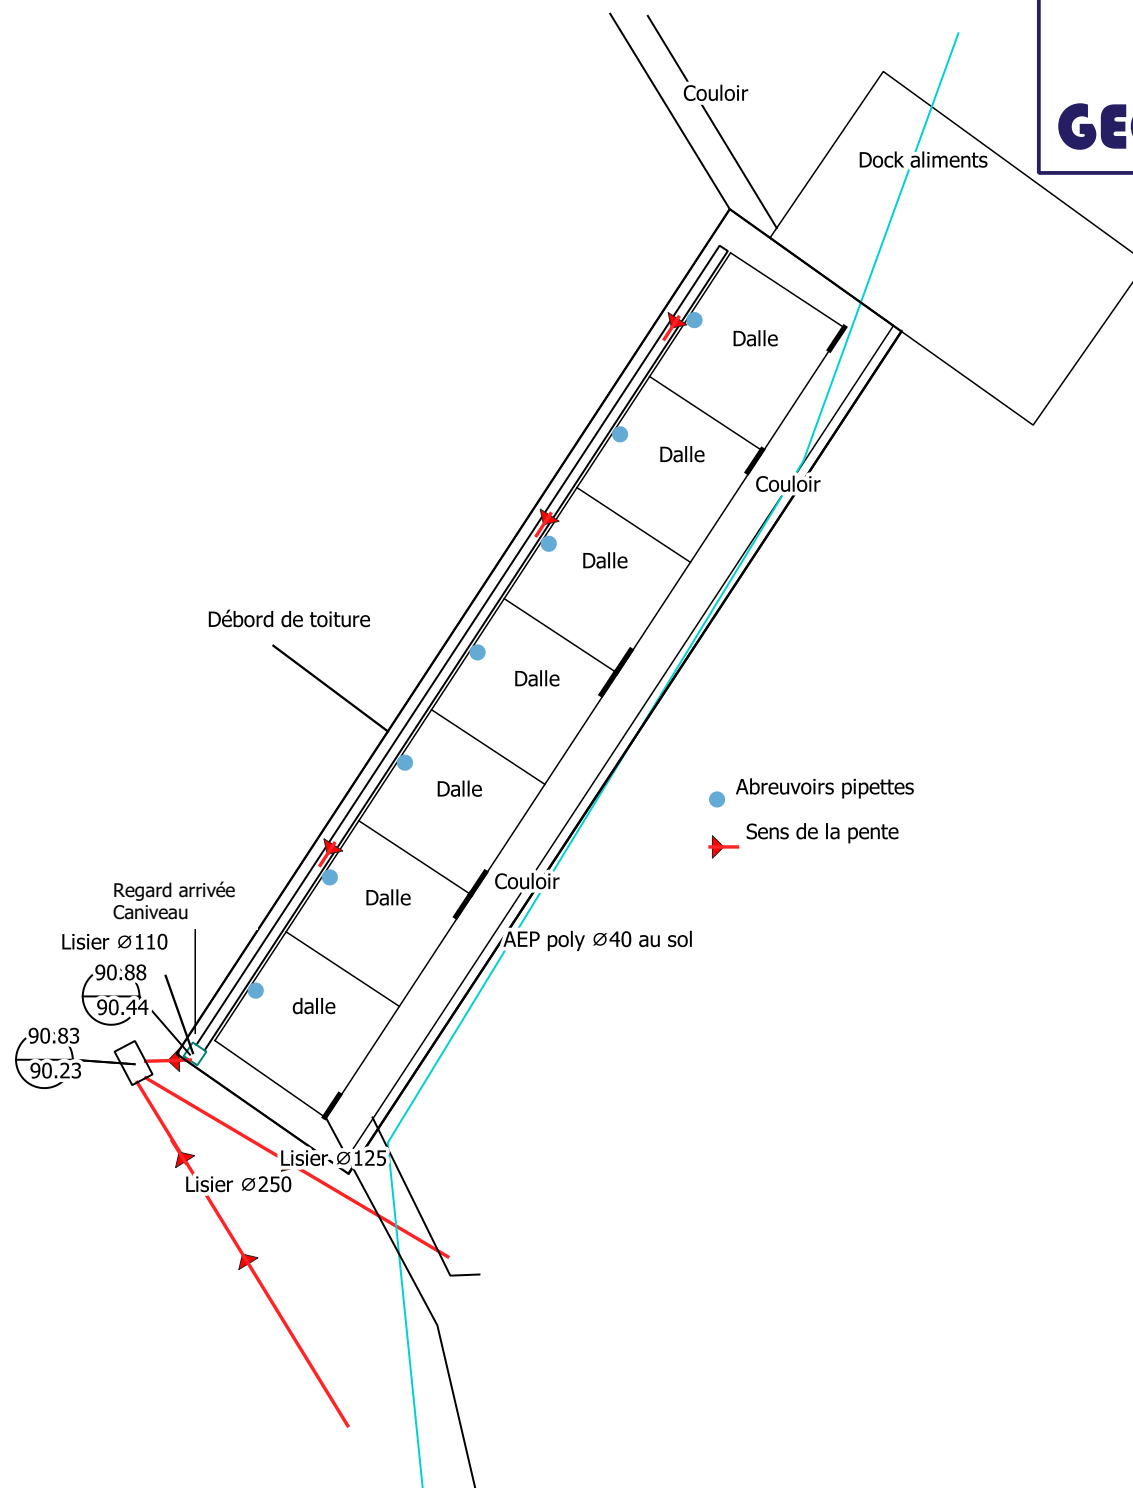 Couloir
GE
Dock aliments
Dalle
Dalle
Couloir
Dalle
Débord de toiture
Dalle
Dalle
Abreuvoirs pipettes
Sens de la pente
Couloir
Regard arrivée
Caniveau
Dalle
Lisier ∅110
AEP poly ∅40 au sol
90.88
90.44
dalle
90.83
90.23
Lisier ∅125
Lisier ∅250